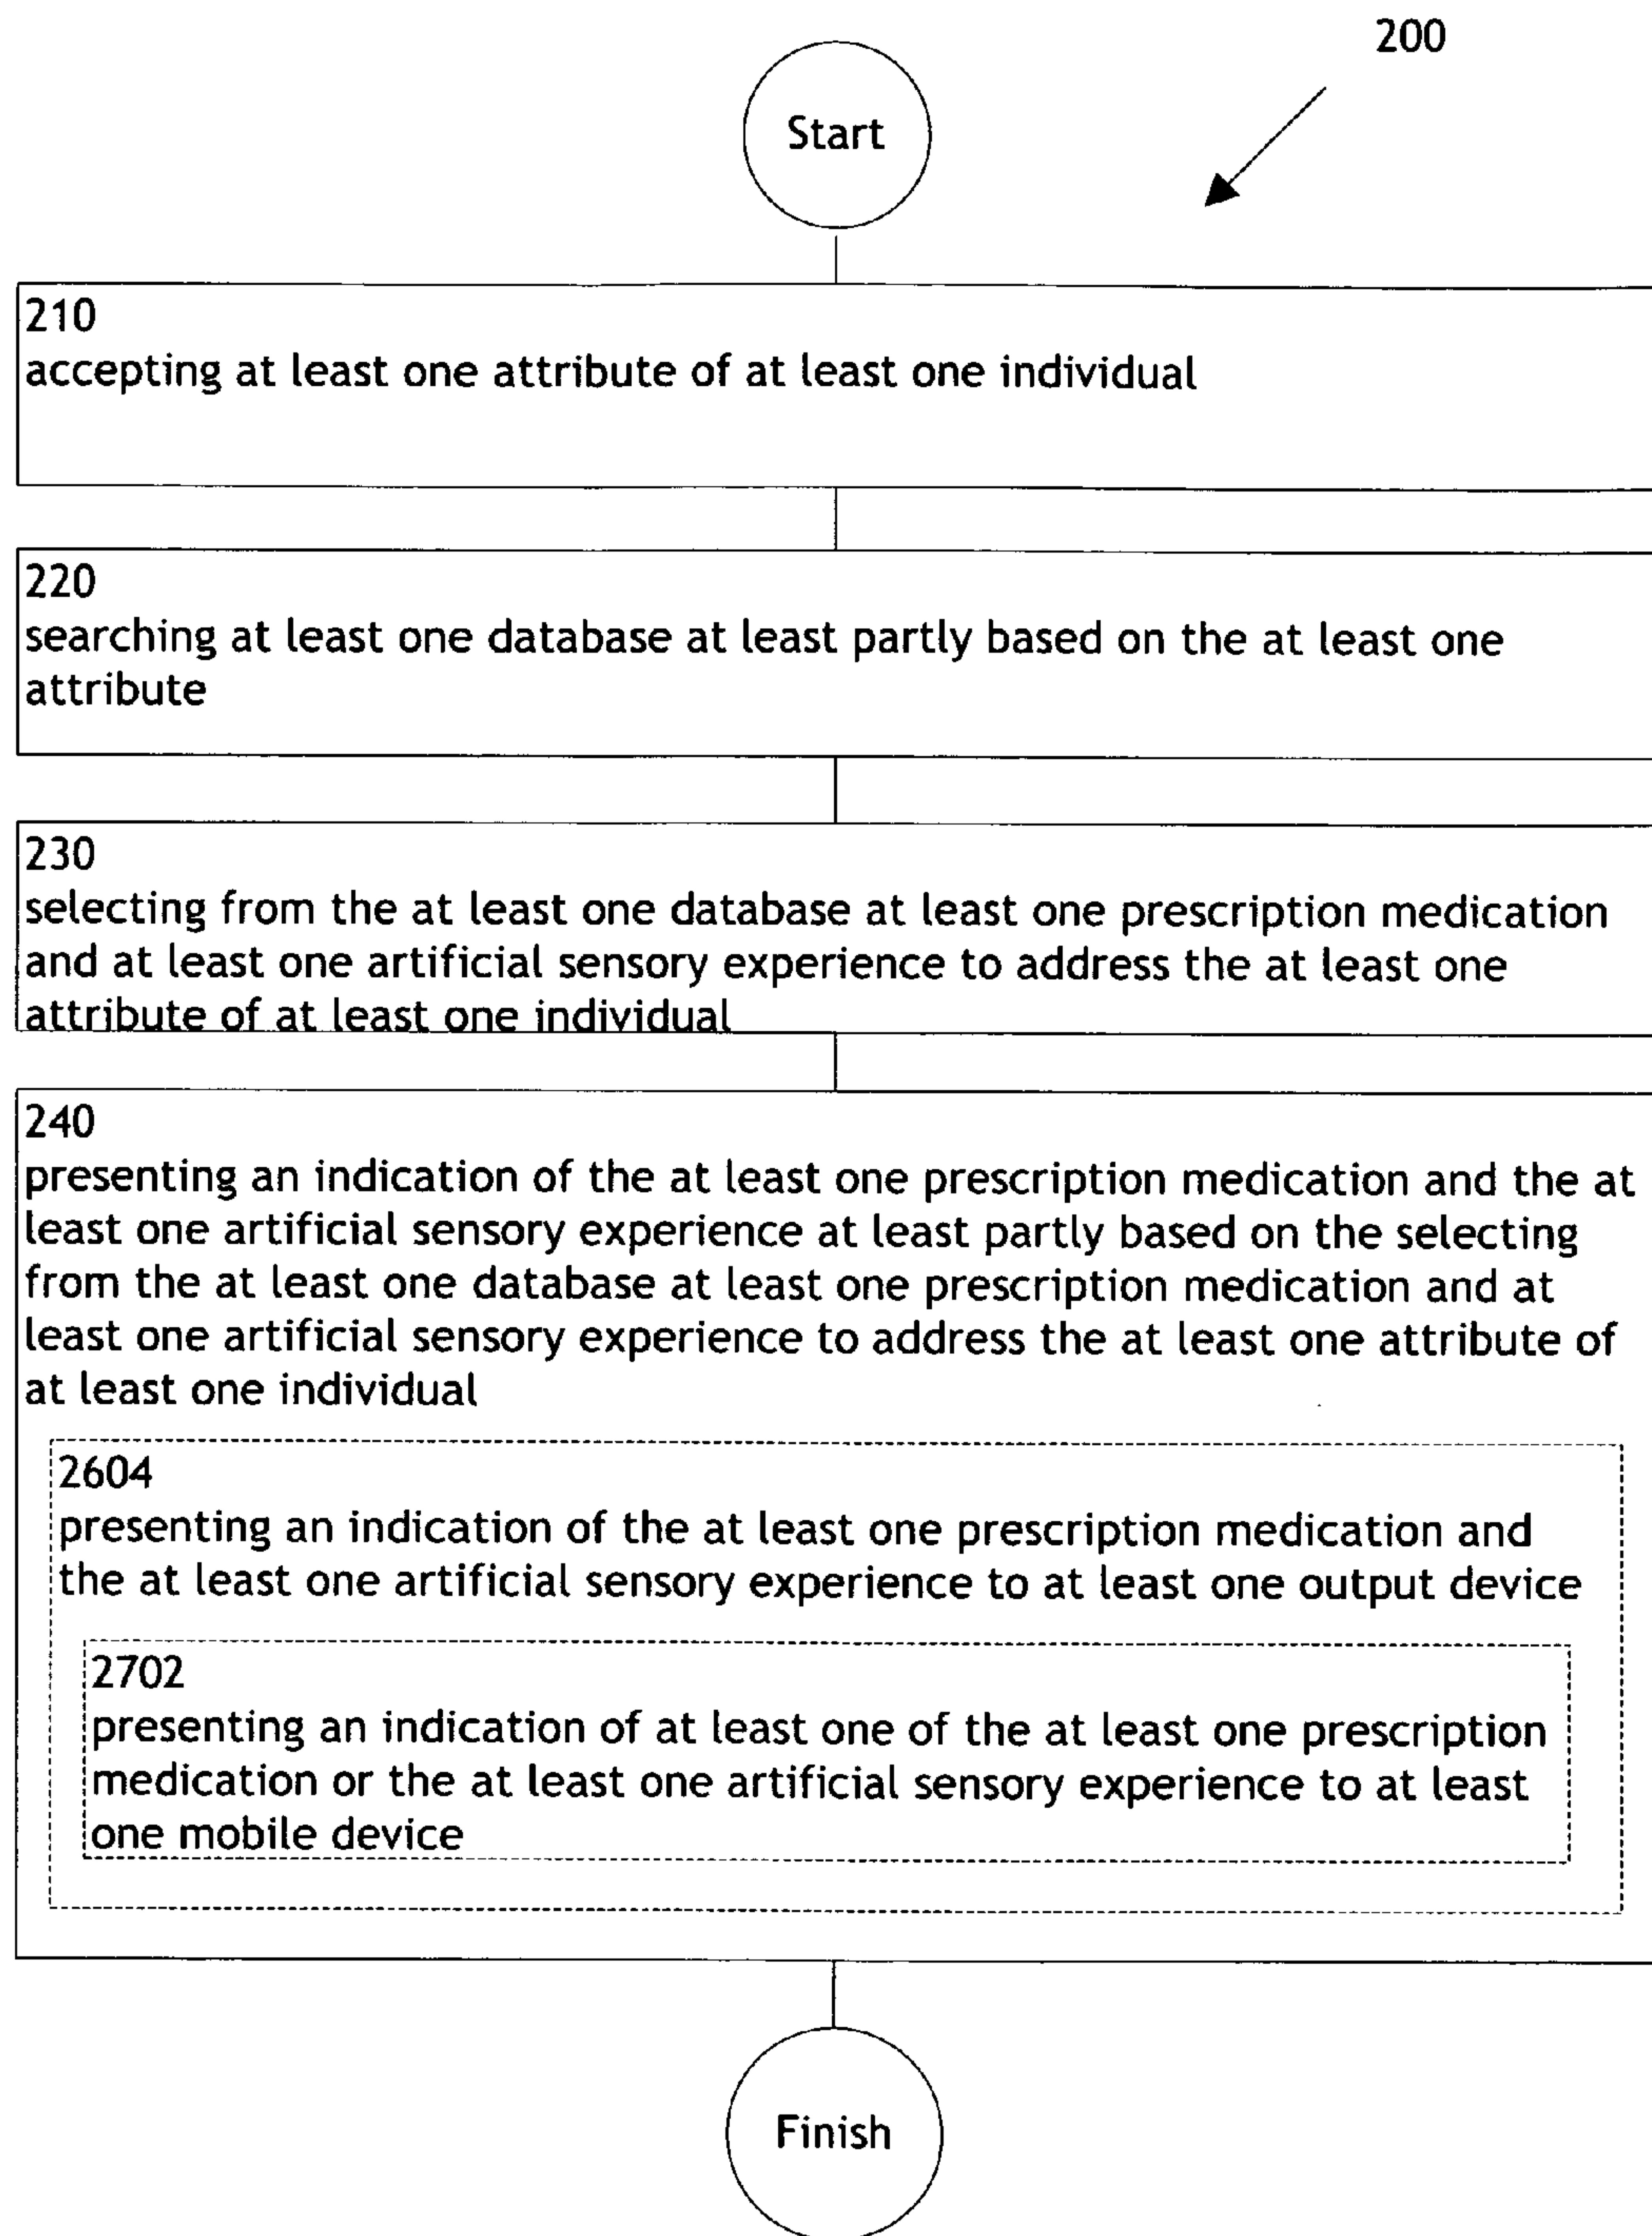 200
Start
210
accepting at least one attribute of at least one individual
220
searching at least one database at least partly based on the at least one
attribute
230
selecting from the at least one database at least one prescription medication
and at least one artificial sensory experience to address the at least one
attribute of at least one individual
240
presenting an indication of the at least one prescription medication and the at
least one artificial sensory experience at least partly based on the selecting
from the at least one database at least one prescription medication and at
least one artificial sensory experience to address the at least one attribute of
at least one individual
2604
presenting an indication of the at least one prescription medication and
the at least one artificial sensory experience to at least one output device
2702
presenting an indication of at least one of the at least one prescription
medication or the at least one artificial sensory experience to at least
one mobile device
Finish